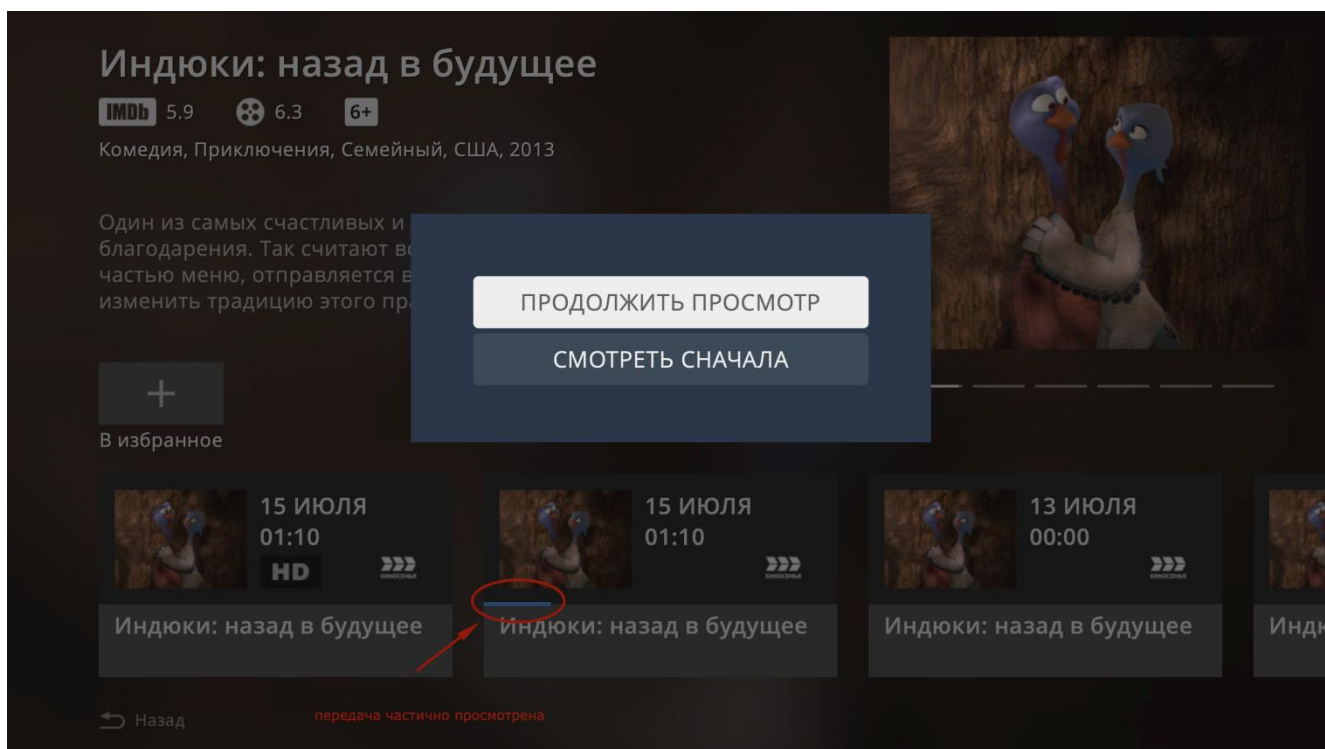 Индюки: назад в будущее
IMDb 5.9 6.3 6+
Комедия, Приключения, Семейный, США, 2013
Один из самых счастливых и
благодарения. Так считают
частью меню, отправляется
изменить традицию этого
ПРОДОЛЖИТЬ ПРОСМОТР
СМОТРЕТЬ СНАЧАЛА
+
В избранное
15 ИЮЛЯ
01:10
HD
КИНОСЕМЬЯ
Индюки: назад в будущее
15 ИЮЛЯ
01:10
КИНОСЕМЬЯ
Индюки: назад в будущее
13 ИЮЛЯ
00:00
КИНОСЕМЬЯ
Индюки: назад в будущее
Назад
передача частично просмотрена